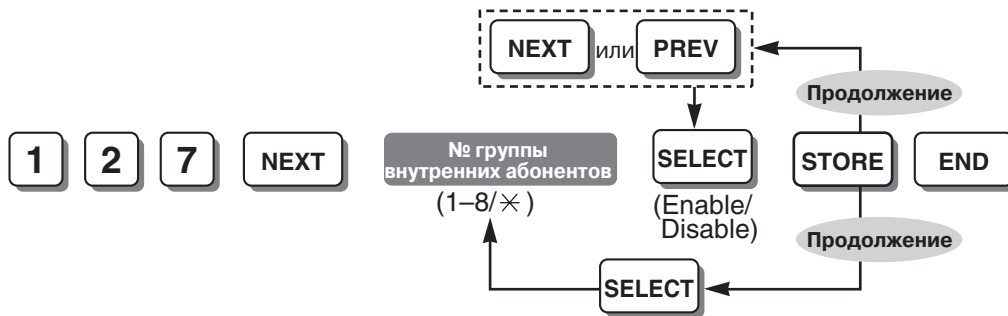 NEXT или PREV
Продолжение
1 2 7 NEXT
№ группы
внутренних абонентов
(1–8/✳)
SELECT
(Enable/
Disable)
STORE END
Продолжение
SELECT